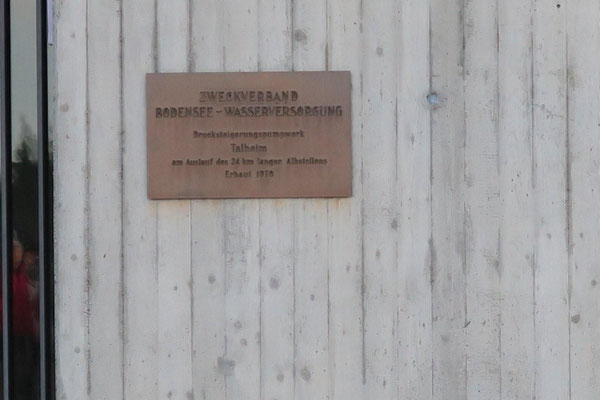 ZWECKVERBAND
BODENSEE-WASSERVERSORGUNG
Drucksteigerungspumpwerk
Talheim
am Auslauf des 24 km langen Albstollens
Erbaut 1970